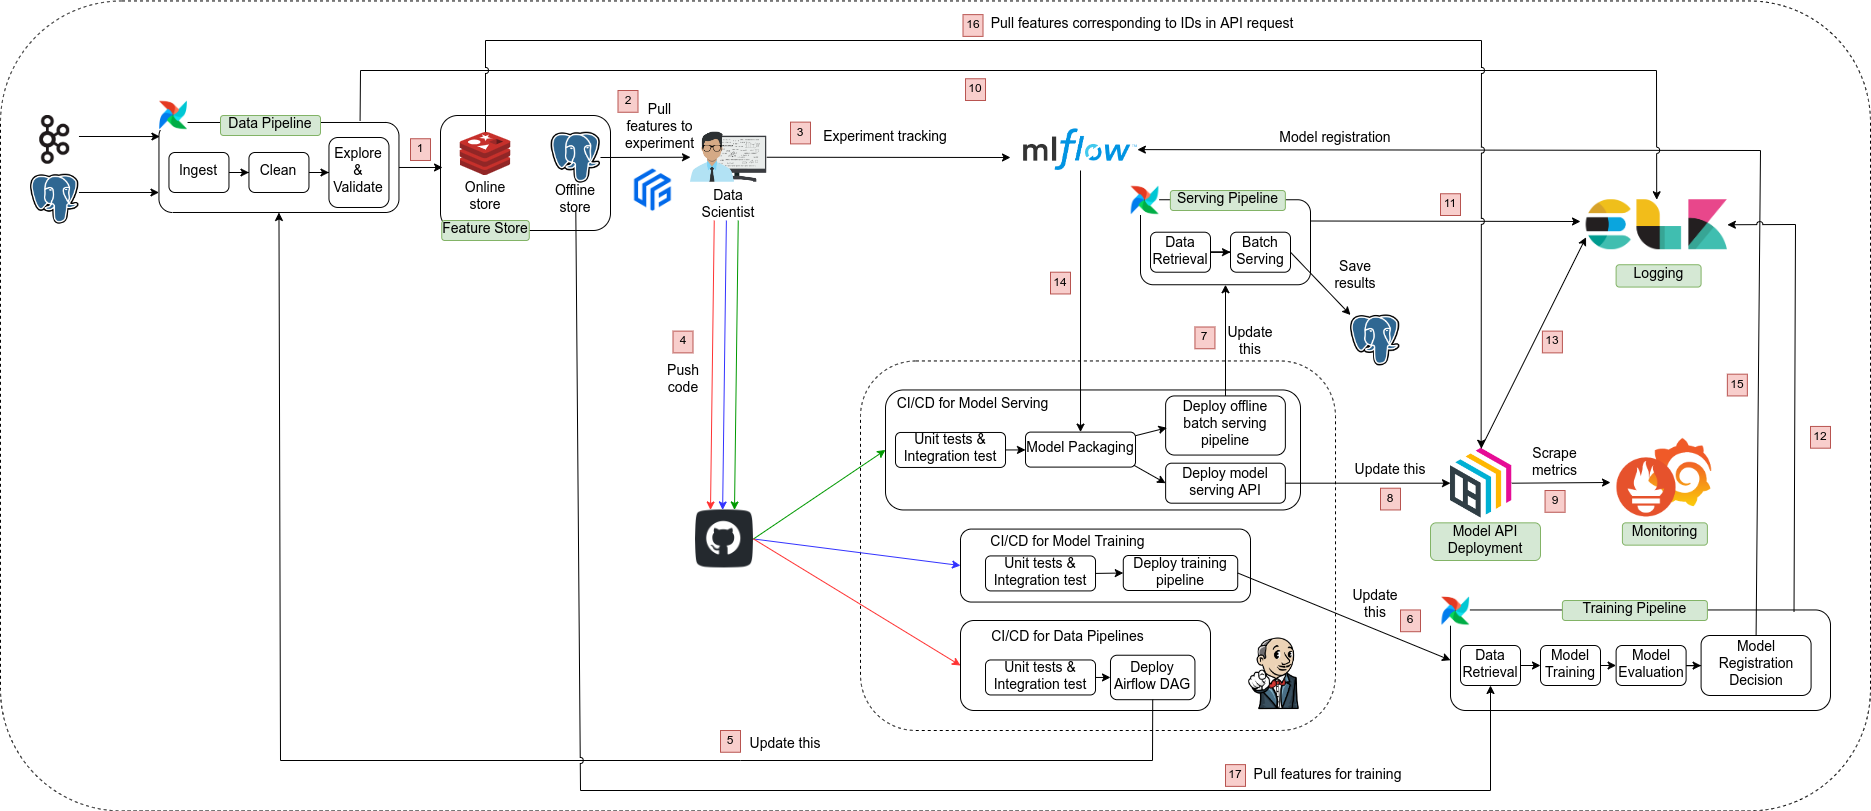 16 Pull features corresponding to IDs in API request
10
Data Pipeline
Ingest
Clean
Explore
&
Validate
1
Online
store
Offline
store
Feature Store
2
Pull
features to
experiment
Data
Scientist
3
Experiment tracking
mlflow
Model registration
Serving Pipeline
Data
Retrieval
Batch
Serving
11
Save
results
ELK
Logging
14
4
Push
code
7
Update
this
13
15
12
CI/CD for Model Serving
Unit tests &
Integration test
Model Packaging
Deploy offline
batch serving
pipeline
Deploy model
serving API
Update this
8
Model API
Deployment
Scrape
metrics
9
Monitoring
CI/CD for Model Training
Unit tests &
Integration test
Deploy training
pipeline
Update
this
6
CI/CD for Data Pipelines
Unit tests &
Integration test
Deploy
Airflow DAG
Training Pipeline
Data
Retrieval
Model
Training
Model
Evaluation
Model
Registration
Decision
5 Update this
17 Pull features for training